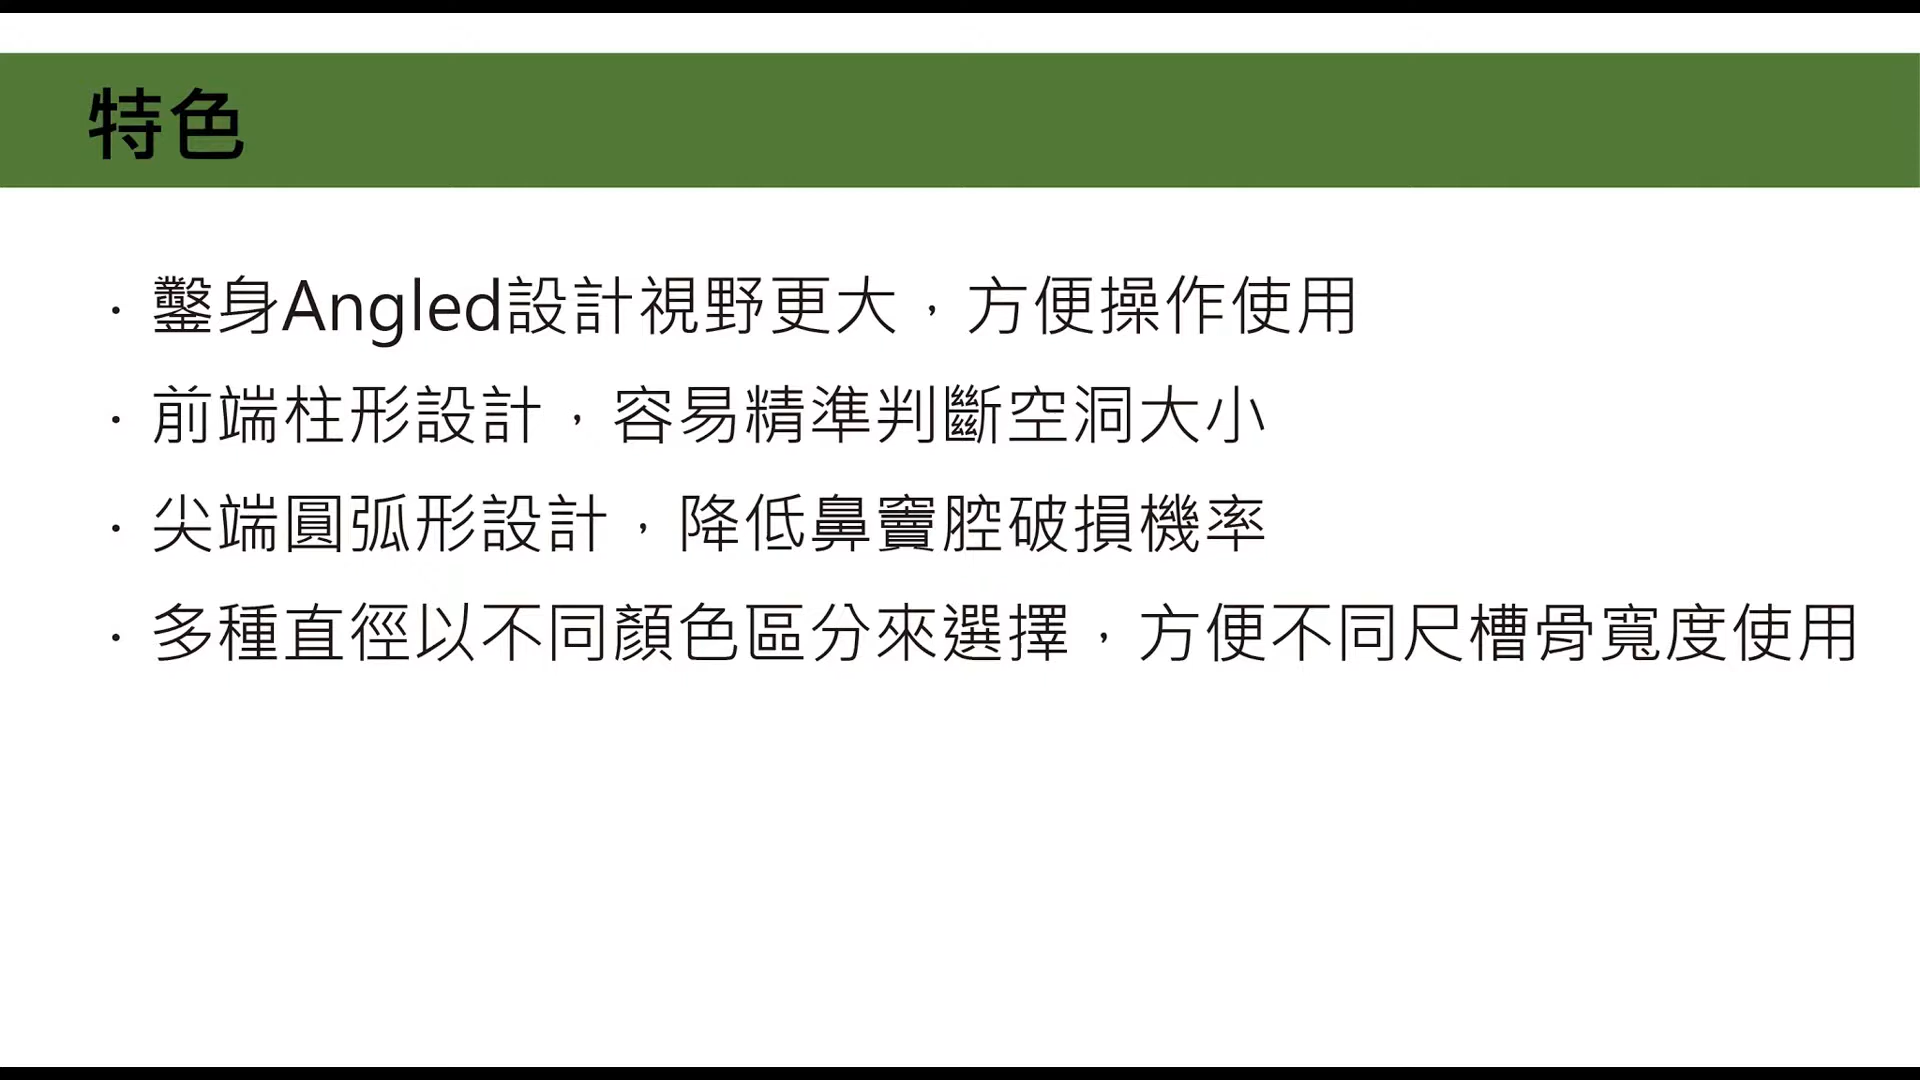 特色
• 鑿身Angled設計視野更大，方便操作使用
• 前端柱形設計，容易精準判斷空洞大小
• 尖端圓弧形設計，降低鼻竇腔破損機率
• 多種直徑以不同顏色區分來選擇，方便不同尺槽骨寬度使用